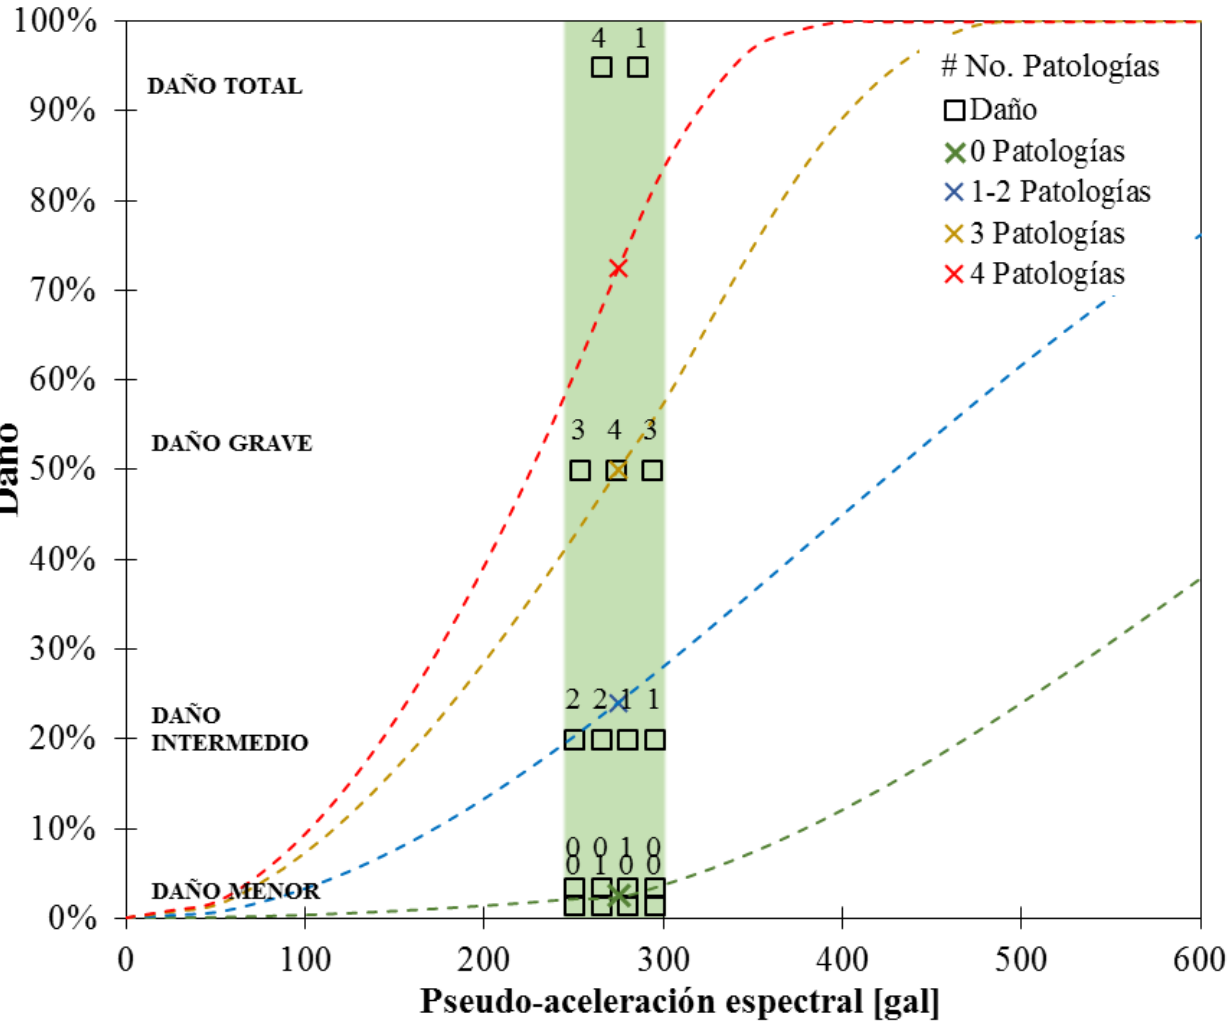 100%
90%
80%
70%
60%
50%
40%
30%
20%
10%
0%
Daño
DAÑO TOTAL
DAÑO GRAVE
DAÑO
INTERMEDIO
DAÑO MENOR
4 1
3 4 3
2 2 1 1
0 0 1 0
0 1 0 0
# No. Patologías
Daño
0 Patologías
1-2 Patologías
3 Patologías
4 Patologías
0 100 200 300 400 500 600
Pseudo-aceleración espectral [gal]